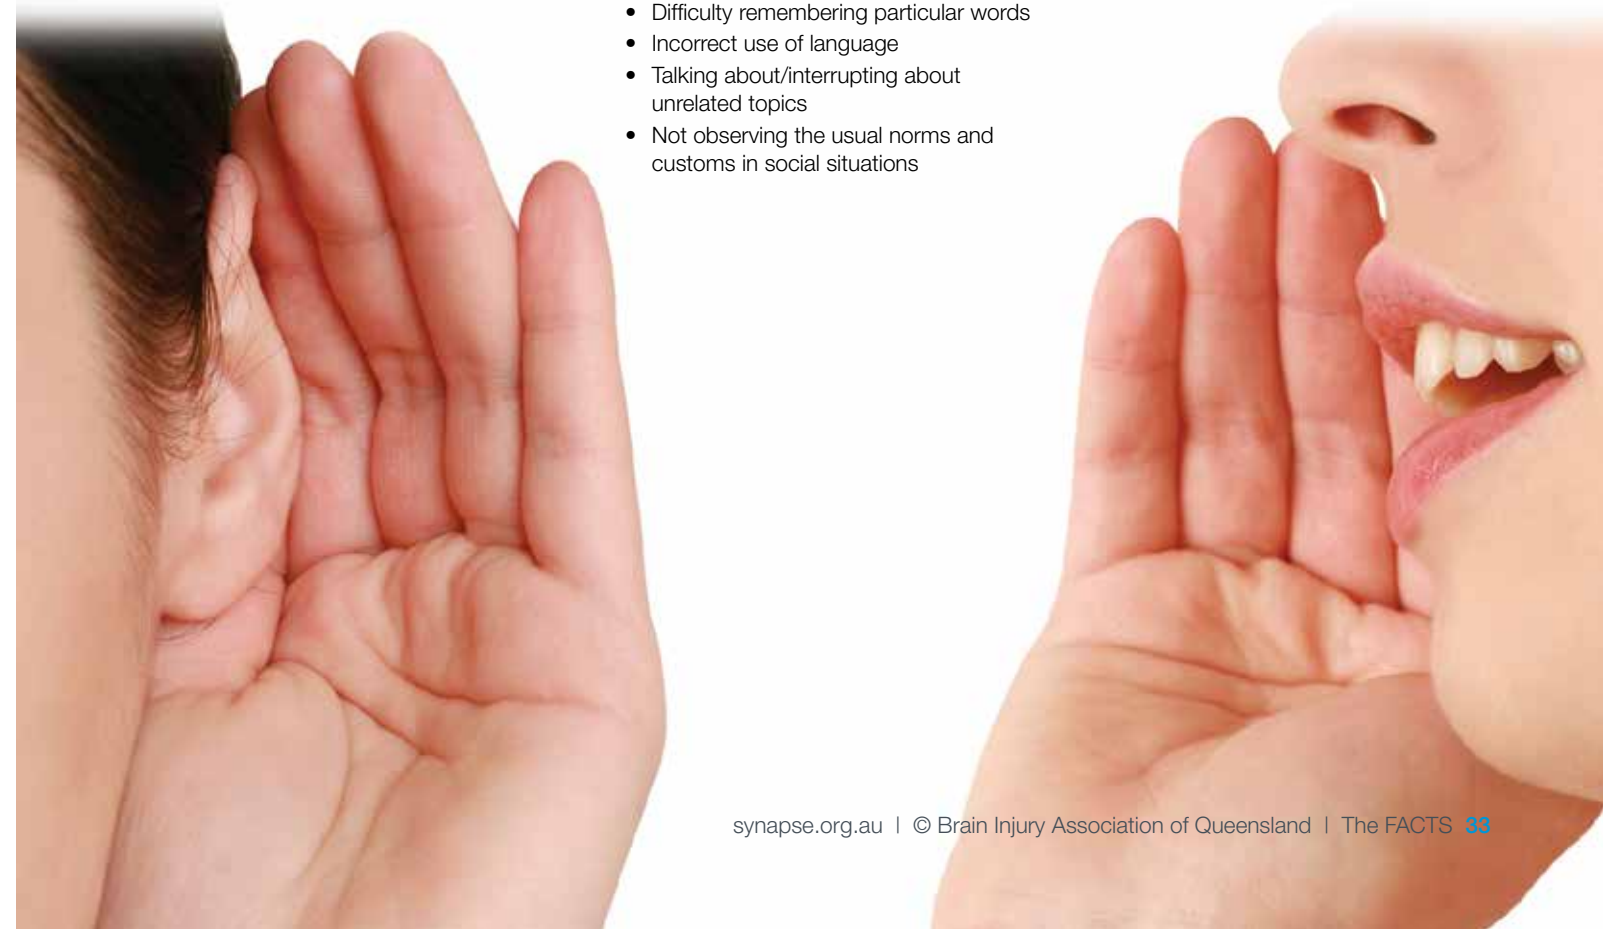 • Difficulty remembering particular words
• Incorrect use of language
• Talking about/interrupting about
unrelated topics
• Not observing the usual norms and
customs in social situations
synapse.org.au | © Brain Injury Association of Queensland | The FACTS 33